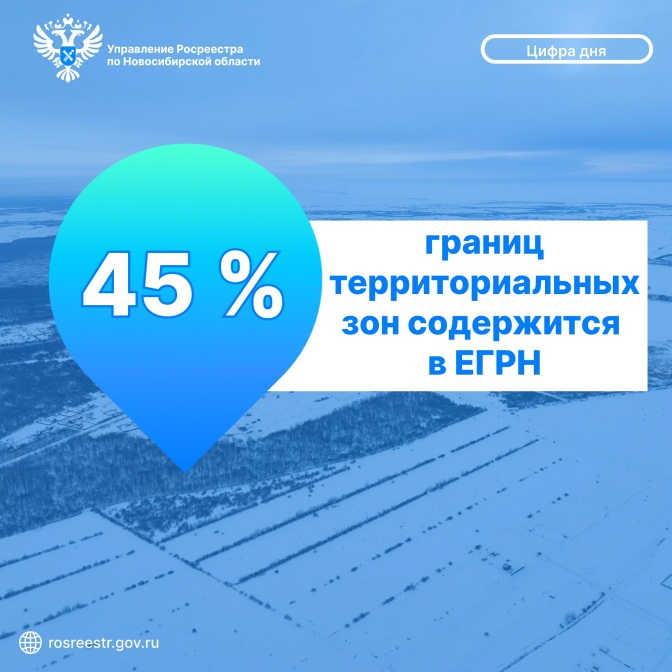 Управление Росреестра
по Новосибирской области
Цифра дня
45 %
границ
территориальных
зон содержится
в ЕГРН
rosreestr.gov.ru